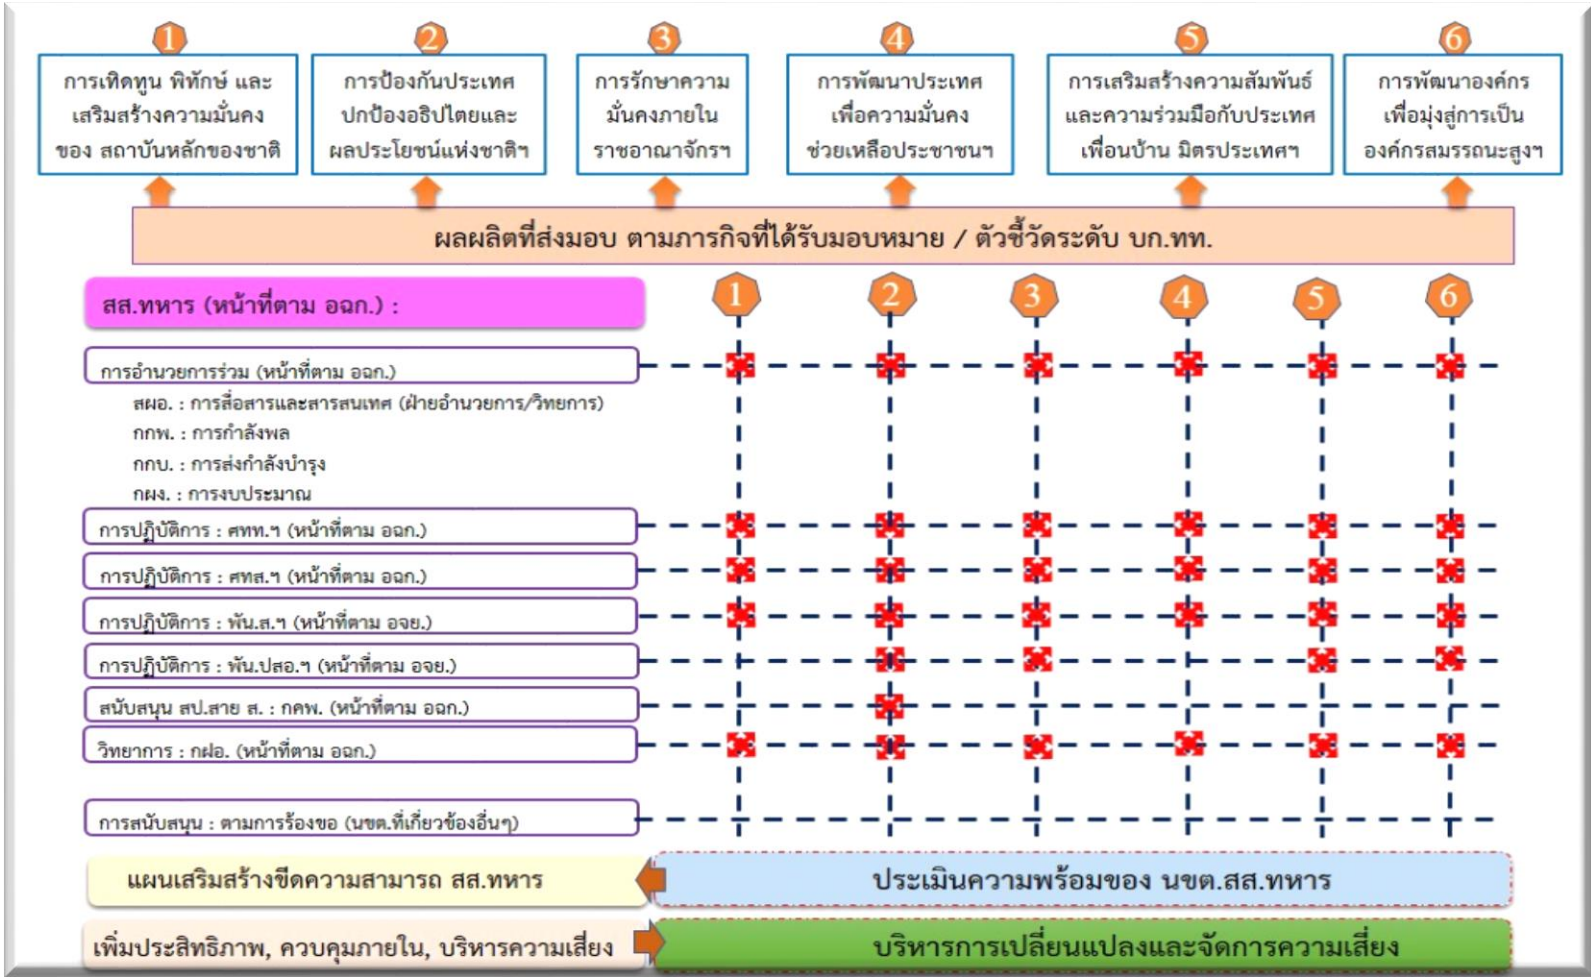 1
2
3
4
5
6
การเทิดทูน พิทักษ์ และ
เสริมสร้างความมั่นคง
ของ สถาบันหลักของชาติ
การป้องกันประเทศ
ปกป้องอธิปไตยและ
ผลประโยชน์แห่งชาติฯ
การรักษาความ
มั่นคงภายใน
ราชอาณาจักรฯ
การพัฒนาประเทศ
เพื่อความมั่นคง
ช่วยเหลือประชาชนฯ
การเสริมสร้างความสัมพันธ์
และความร่วมมือกับประเทศ
เพื่อนบ้าน มิตรประเทศฯ
การพัฒนาองค์กร
เพื่อมุ่งสู่การเป็น
องค์กรสมรรถนะสูงฯ
ผลผลิตที่ส่งมอบ ตามภารกิจที่ได้รับมอบหมาย / ตัวชี้วัดระดับ บก.ทท.
สส.ทหาร (หน้าที่ตาม อฉก.) :
1
2
3
4
5
6
การอำนวยการร่วม (หน้าที่ตาม อฉก.)
สผอ. : การสื่อสารและสารสนเทศ (ฝ่ายอำนวยการ/วิทยการ)
กกพ. : การกำลังพล
กกบ. : การส่งกำลังบำรุง
กผง. : การงบประมาณ
การปฏิบัติการ : ศทท.ฯ (หน้าที่ตาม อฉก.)
การปฏิบัติการ : ศทส.ฯ (หน้าที่ตาม อฉก.)
การปฏิบัติการ : พัน.ส.ฯ (หน้าที่ตาม อจย.)
การปฏิบัติการ : พัน.ปสอ.ฯ (หน้าที่ตาม อจย.)
สนับสนุน สป.สาย ส. : กคพ. (หน้าที่ตาม อฉก.)
วิทยาการ : กฝอ. (หน้าที่ตาม อฉก.)
การสนับสนุน : ตามการร้องขอ (นขต.ที่เกี่ยวข้องอื่นๆ)
แผนเสริมสร้างขีดความสามารถ สส.ทหาร
ประเมินความพร้อมของ นขต.สส.ทหาร
เพิ่มประสิทธิภาพ, ควบคุมภายใน, บริหารความเสี่ยง
บริหารการเปลี่ยนแปลงและจัดการความเสี่ยง